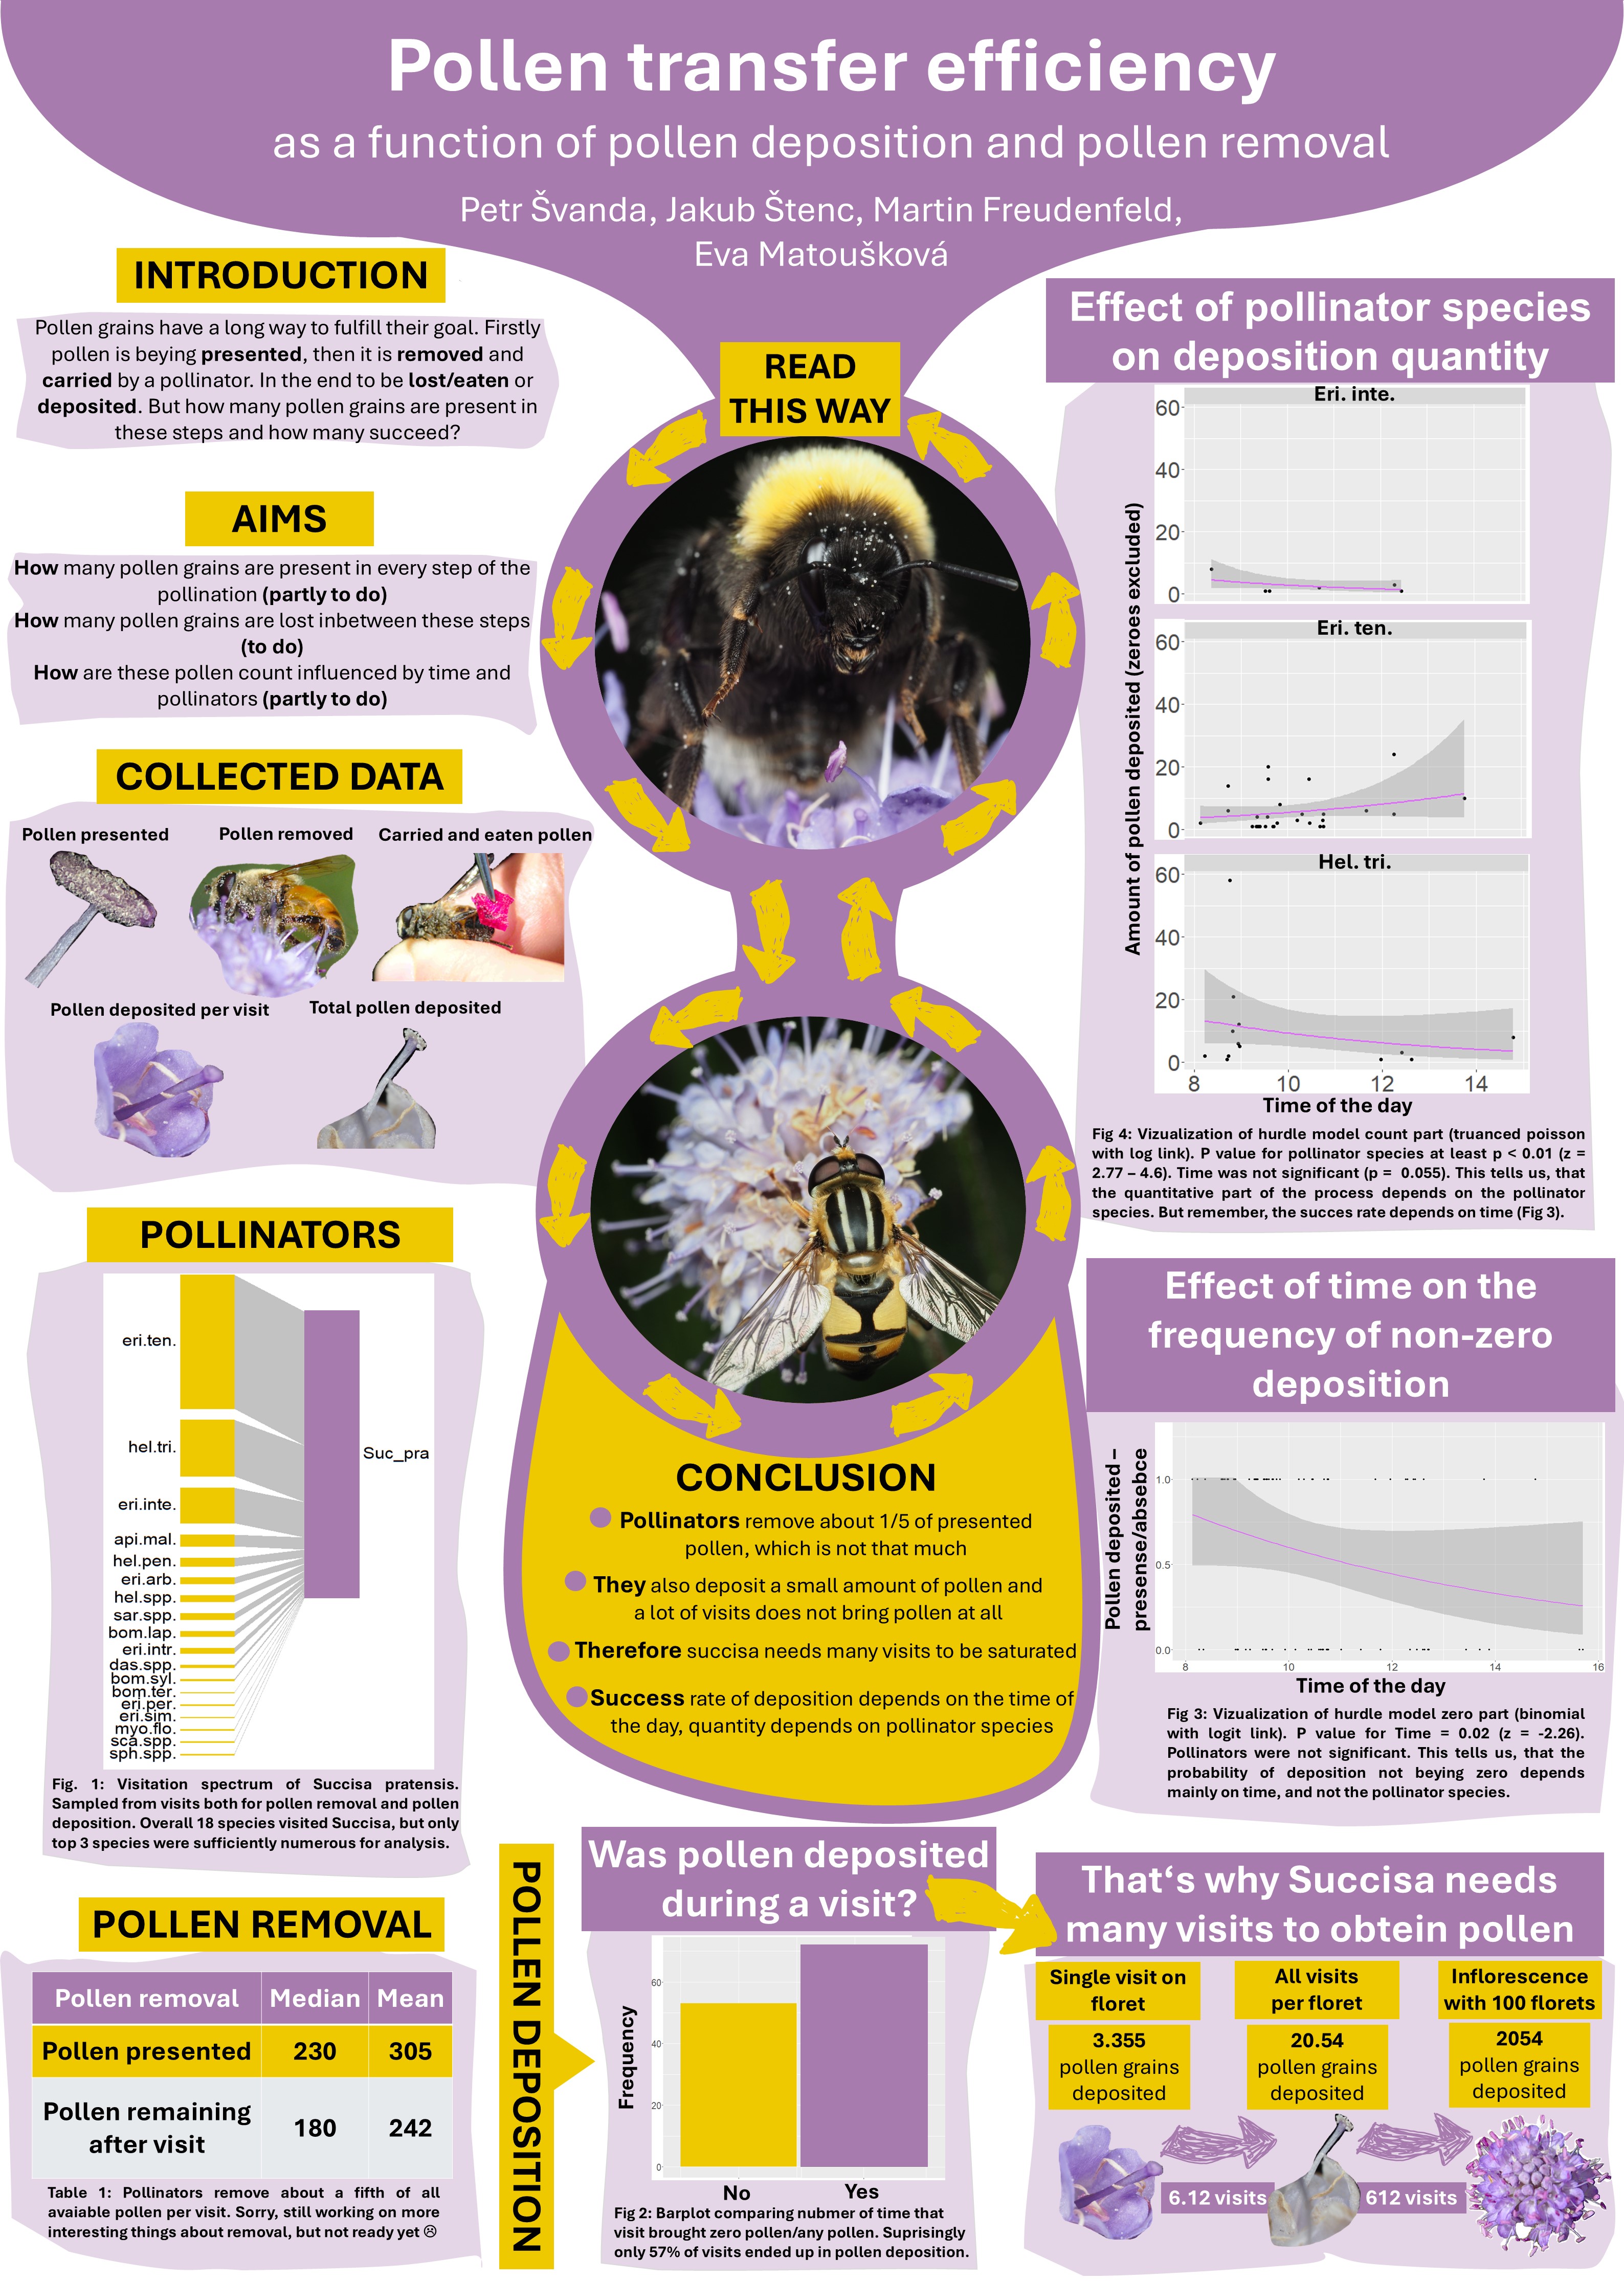 Pollen transfer efficiency
as a function of pollen deposition and pollen removal
Petr Švanda, Jakub Štenc, Martin Freudenfeld,
Eva Matoušková
READ
THIS WAY
INTRODUCTION
Pollen grains have a long way to fulfill their goal. Firstly
pollen is beying presented, then it is removed and
carried by a pollinator. In the end to be lost/eaten or
deposited. But how many pollen grains are present in
these steps and how many succeed?
AIMS
How many pollen grains are present in every step of the
pollination (partly to do)
How many pollen grains are lost inbetween these steps
(to do)
How are these pollen count influenced by time and
pollinators (partly to do)
COLLECTED DATA
Pollen presented
Pollen removed
Carried and eaten pollen
Pollen deposited per visit
Total pollen deposited
POLLINATORS
eri.ten.
hel.tri.
eri.inte.
api.mal.
hel.pen.
eri.arb.
hel.spp.
sar.spp.
bom.lap.
eri.intr.
das.spp.
bom.syl.
bom.ter.
eri.per.
eri.sim.
myo.flo.
sca.spp.
sph.spp.
Suc_pra
Fig. 1: Visitation spectrum of Succisa pratensis.
Sampled from visits both for pollen removal and pollen
deposition. Overall 18 species visited Succisa, but only
top 3 species were sufficiently numerous for analysis.
POLLEN REMOVAL
Pollen removal Median Mean
Pollen presented 230 305
Pollen remaining
after visit 180 242
Table 1: Pollinators remove about a fifth of all
avaiable pollen per visit. Sorry, still working on more
interesting things about removal, but not ready yet ☹
POLLEN DEPOSITION
Was pollen deposited
during a visit?
Frequency
60
40
20
0
No
Yes
Fig 2: Barplot comparing nubmer of time that
visit brought zero pollen/any pollen. Suprisingly
only 57% of visits ended up in pollen deposition.
That‘s why Succisa needs
many visits to obtein pollen
Single visit on
floret
All visits
per floret
Inflorescence
with 100 florets
3.355
pollen grains
deposited
20.54
pollen grains
deposited
2054
pollen grains
deposited
6.12 visits
612 visits
Effect of time on the
frequency of non-zero
deposition
Pollen deposited –
presense/absebce
1.0
0.5
0.0
8 10 12 14 16
Time of the day
Fig 3: Vizualization of hurdle model zero part (binomial
with logit link). P value for Time = 0.02 (z = -2.26).
Pollinators were not significant. This tells us, that the
probability of deposition not beying zero depends
mainly on time, and not the pollinator species.
Effect of pollinator species
on deposition quantity
Amount of pollen deposited (zeroes excluded)
Eri. inte.
60
40
20
0
Eri. ten.
60
40
20
0
Hel. tri.
60
40
20
0
8 10 12 14
Time of the day
Fig 4: Vizualization of hurdle model count part (truanced poisson
with log link). P value for pollinator species at least p < 0.01 (z =
2.77 – 4.6). Time was not significant (p = 0.055). This tells us, that
the quantitative part of the process depends on the pollinator
species. But remember, the succes rate depends on time (Fig 3).
CONCLUSION
Pollinators remove about 1/5 of presented
pollen, which is not that much
They also deposit a small amount of pollen and
a lot of visits does not bring pollen at all
Therefore succisa needs many visits to be saturated
Success rate of deposition depends on the time of
the day, quantity depends on pollinator species